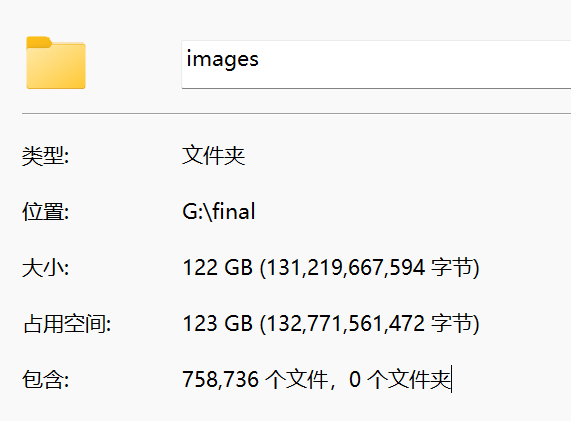 images
类型: 文件夹
位置: G:\final
大小: 122 GB (131,219,667,594 字节)
占用空间: 123 GB (132,771,561,472 字节)
包含: 758,736 个文件，0 个文件夹